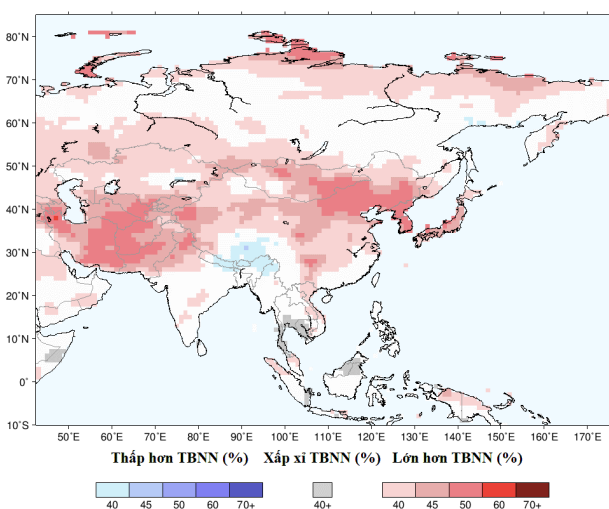 80˚N
70˚N
60˚N
50˚N
40˚N
30˚N
20˚N
10˚N
0˚
10˚S
50˚E 60˚E 70˚E 80˚E 90˚E 100˚E 110˚E 120˚E 130˚E 140˚E 150˚E 160˚E 170˚E
Thấp hơn TBNN (%) Xấp xỉ TBNN (%) Lớn hơn TBNN (%)
40 45 50 60 70+ 40+ 40 45 50 60 70+